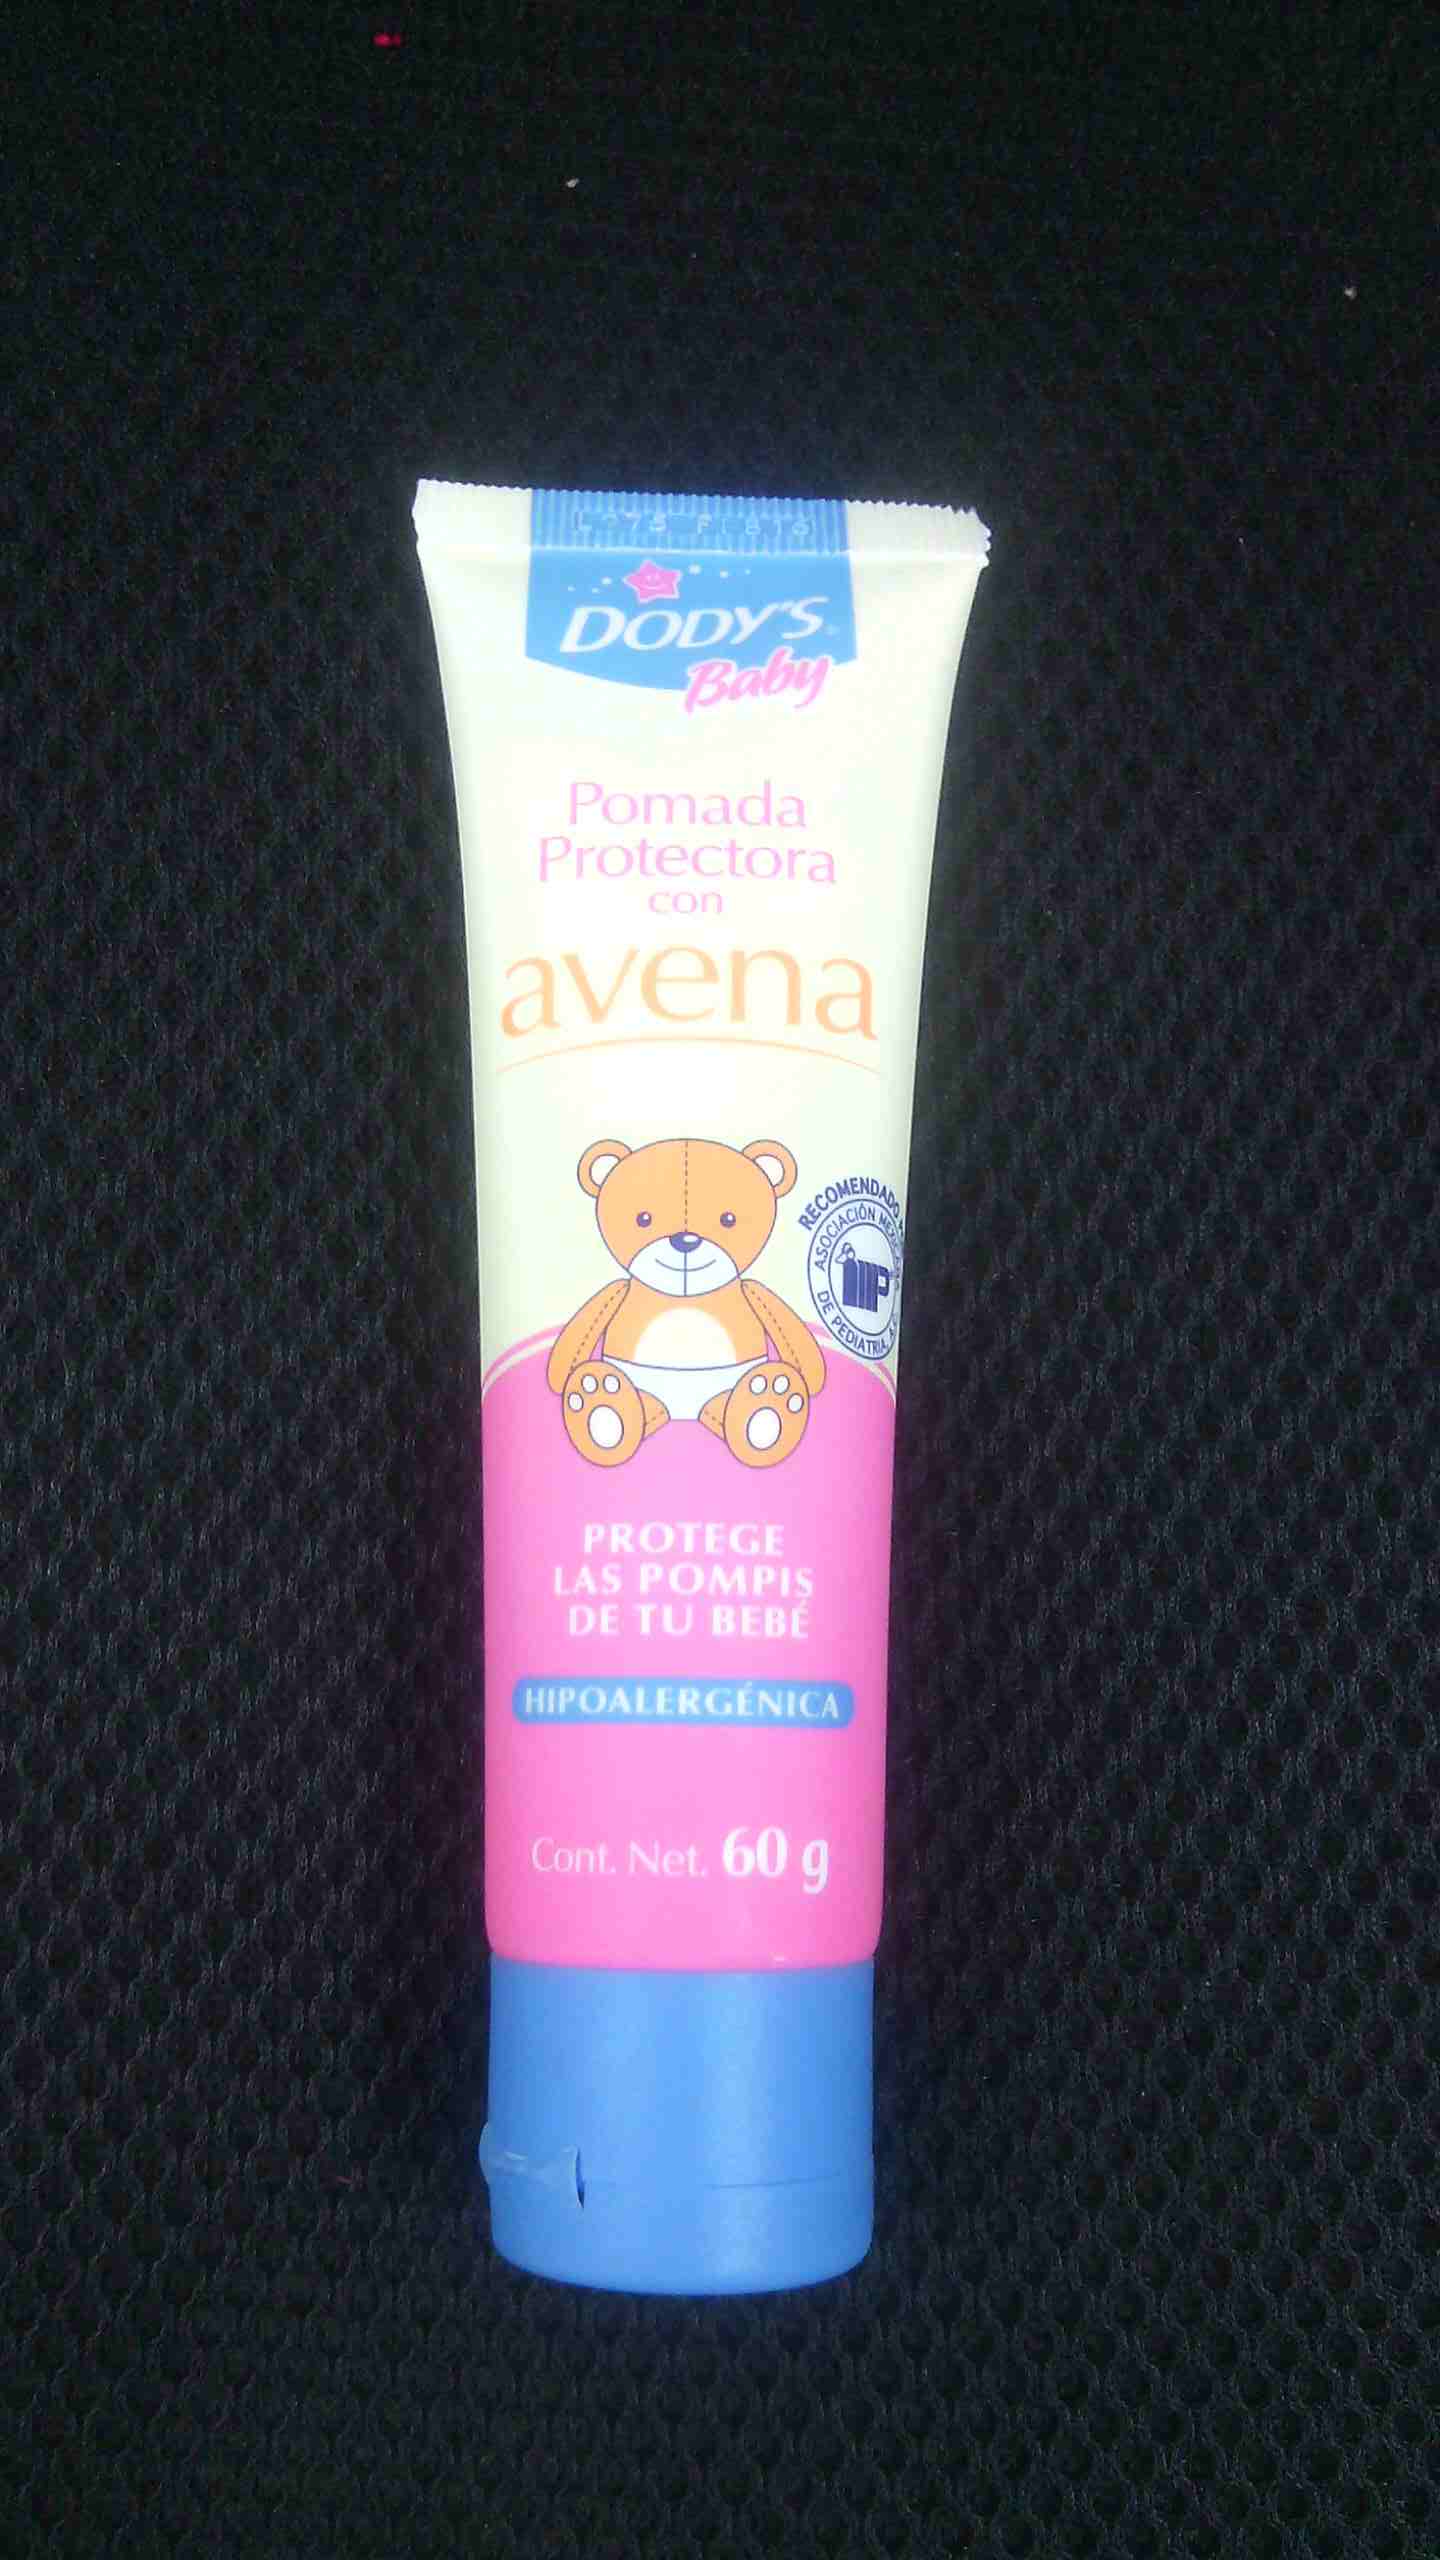 DODY'S
Baby
Pomada
Protectora
con
avena
RECOMENDADO
ASOCIACIÓN
DE PEDIATRIA, A.
P
PROTEGE
LAS POMPIS
DE TU BEBÉ
HIPOALERGÉNICA
Cont. Net. 60 g